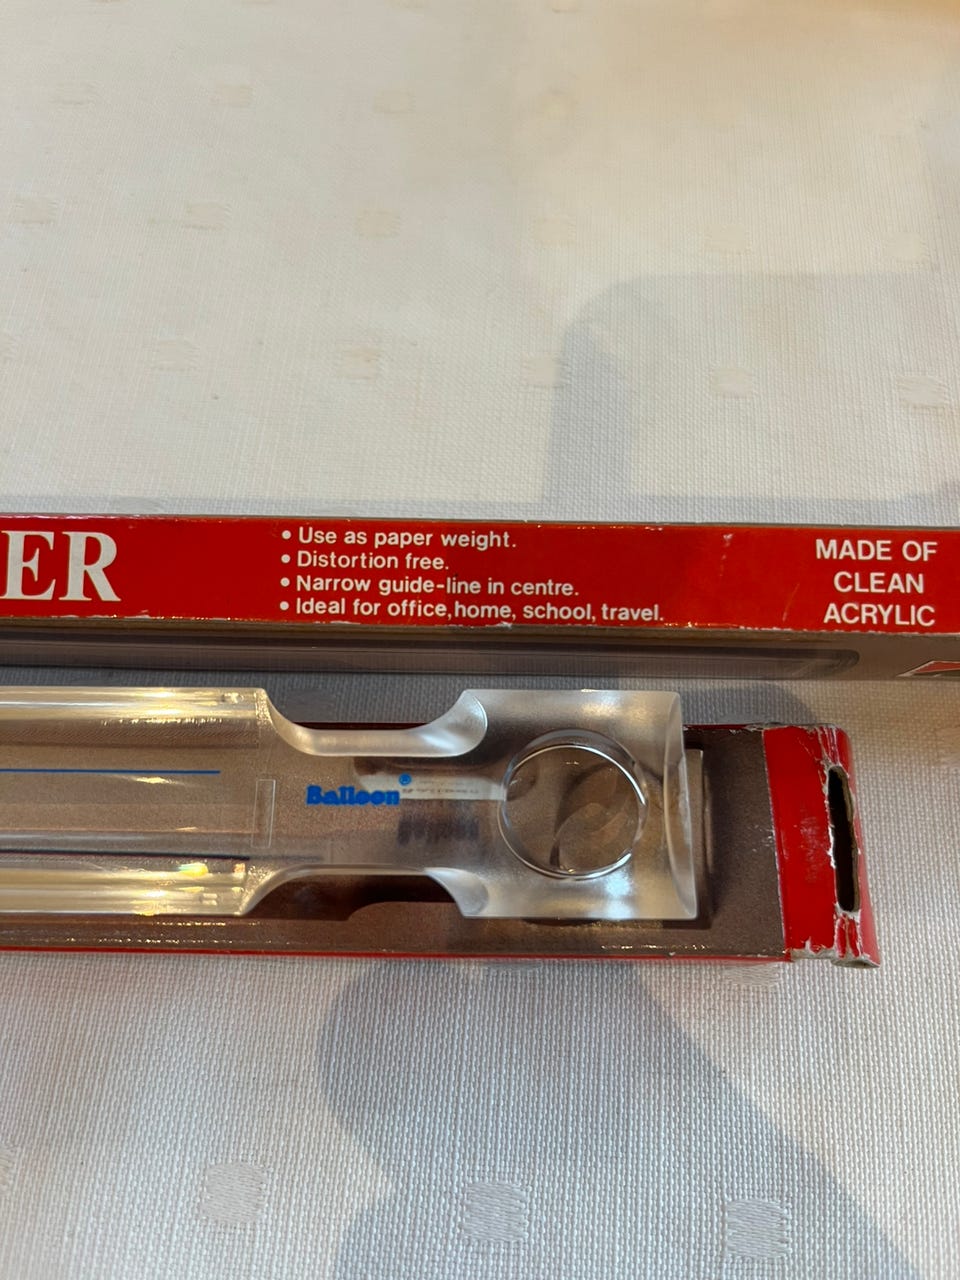 ER
• Use as paper weight.
• Distortion free.
• Narrow guide-line in centre.
• Ideal for office, home, school, travel.
MADE OF
CLEAN
ACRYLIC
Balloon®